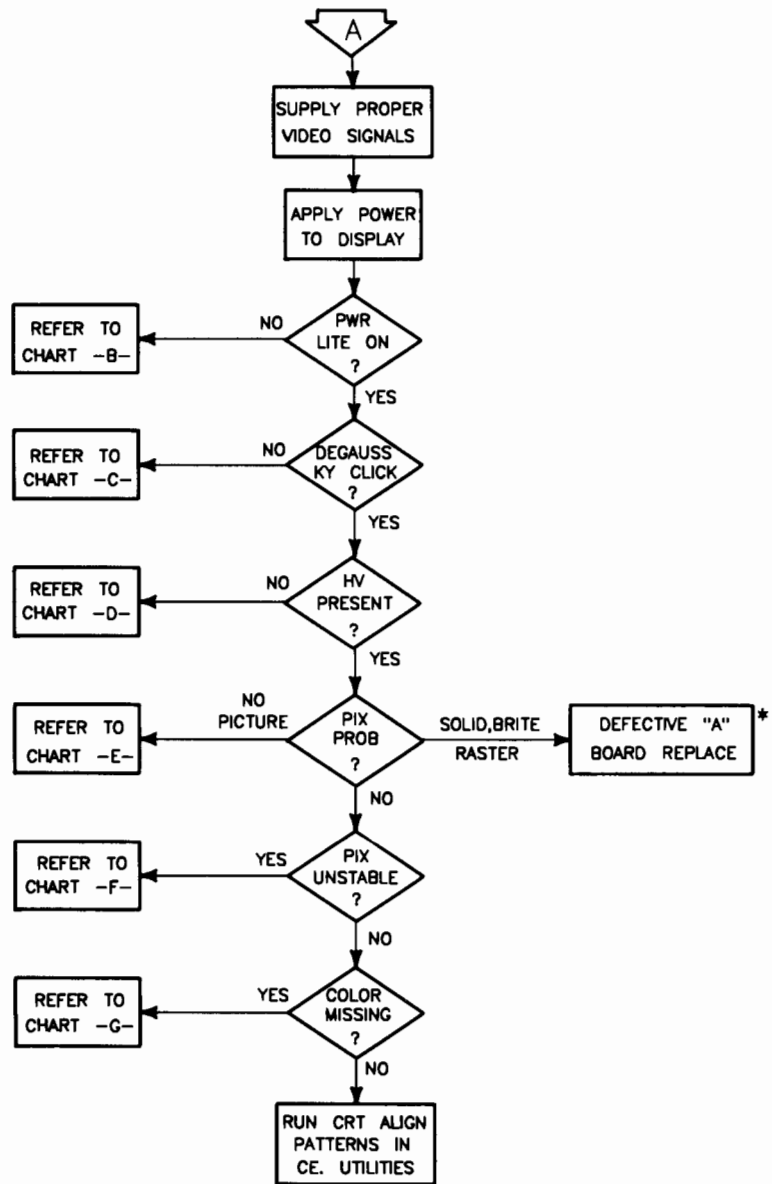 A
SUPPLY PROPER
VIDEO SIGNALS
APPLY POWER
TO DISPLAY
PWR
LITE ON
?
NO
REFER TO
CHART -B-
YES
DEGAUSS
KY CLICK
?
NO
REFER TO
CHART -C-
YES
HV
PRESENT
?
NO
REFER TO
CHART -D-
YES
PIX
PROB
?
NO
PICTURE
REFER TO
CHART -E-
SOLID,BRITE
RASTER
DEFECTIVE "A" *
BOARD REPLACE
NO
PIX
UNSTABLE
?
YES
REFER TO
CHART -F-
NO
COLOR
MISSING
?
YES
REFER TO
CHART -G-
NO
RUN CRT ALIGN
PATTERNS IN
CE. UTILITIES